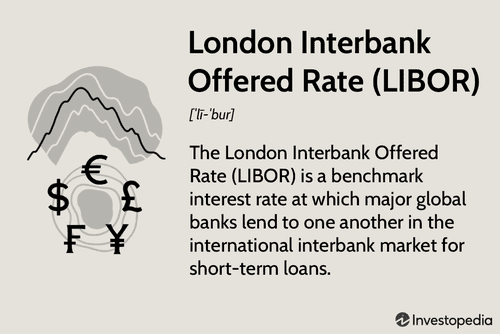 London Interbank
Offered Rate (LIBOR)
['lī-ˈbur]
The London Interbank Offered
Rate (LIBOR) is a benchmark
interest rate at which major global
banks lend to one another in the
international interbank market for
short-term loans.
€
$ £
₣ ¥
Investopedia